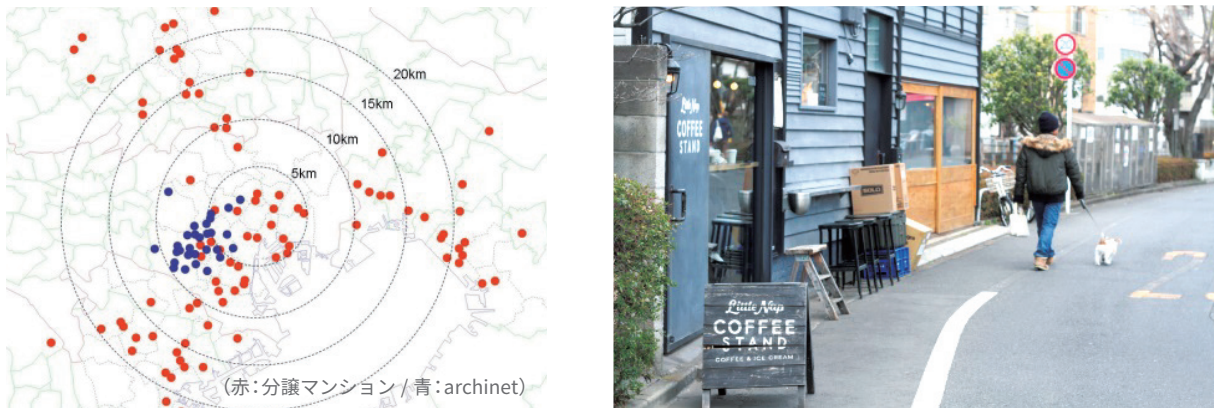 20km
15km
10km
5km
(赤：分譲マンション / 青：archinet)
Little Nap
COFFEE
STAND
Little Nap
COFFEE
STAND
COFFEE & ICE CREAM